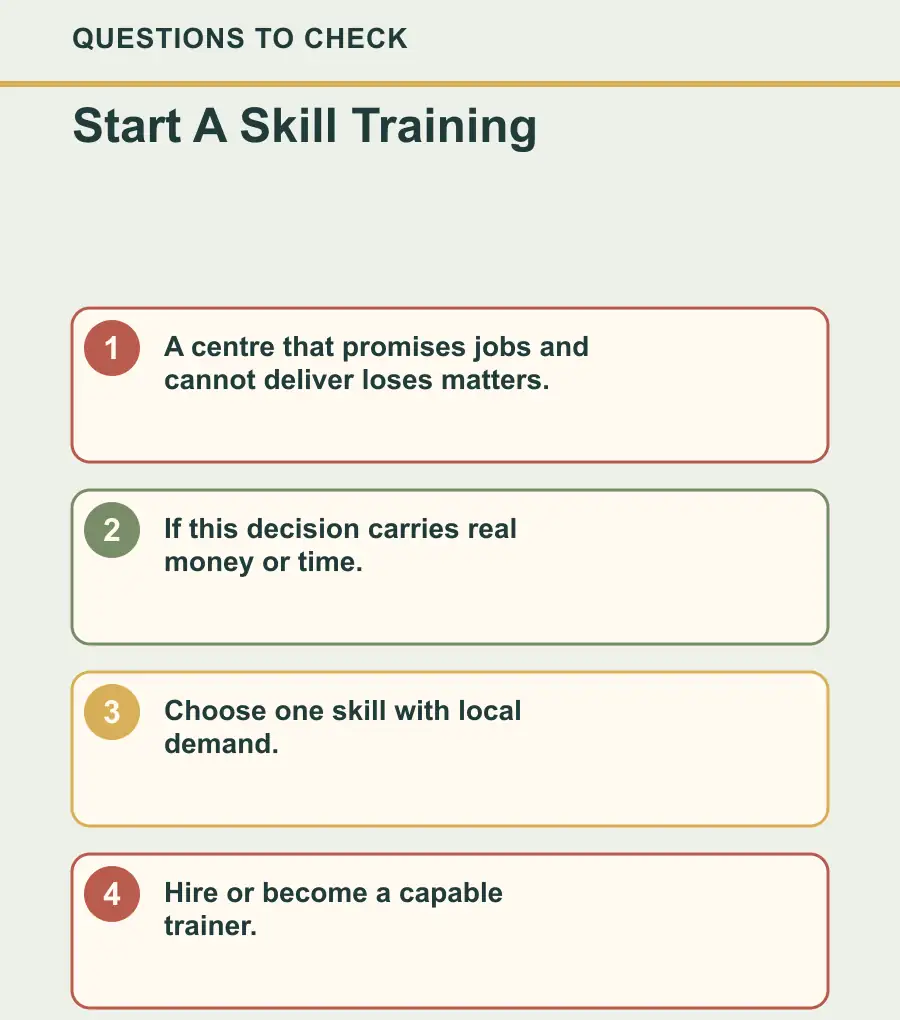 QUESTIONS TO CHECK
Start A Skill Training
1
A centre that promises jobs and
cannot deliver loses matters.
2
If this decision carries real
money or time.
3
Choose one skill with local
demand.
4
Hire or become a capable
trainer.